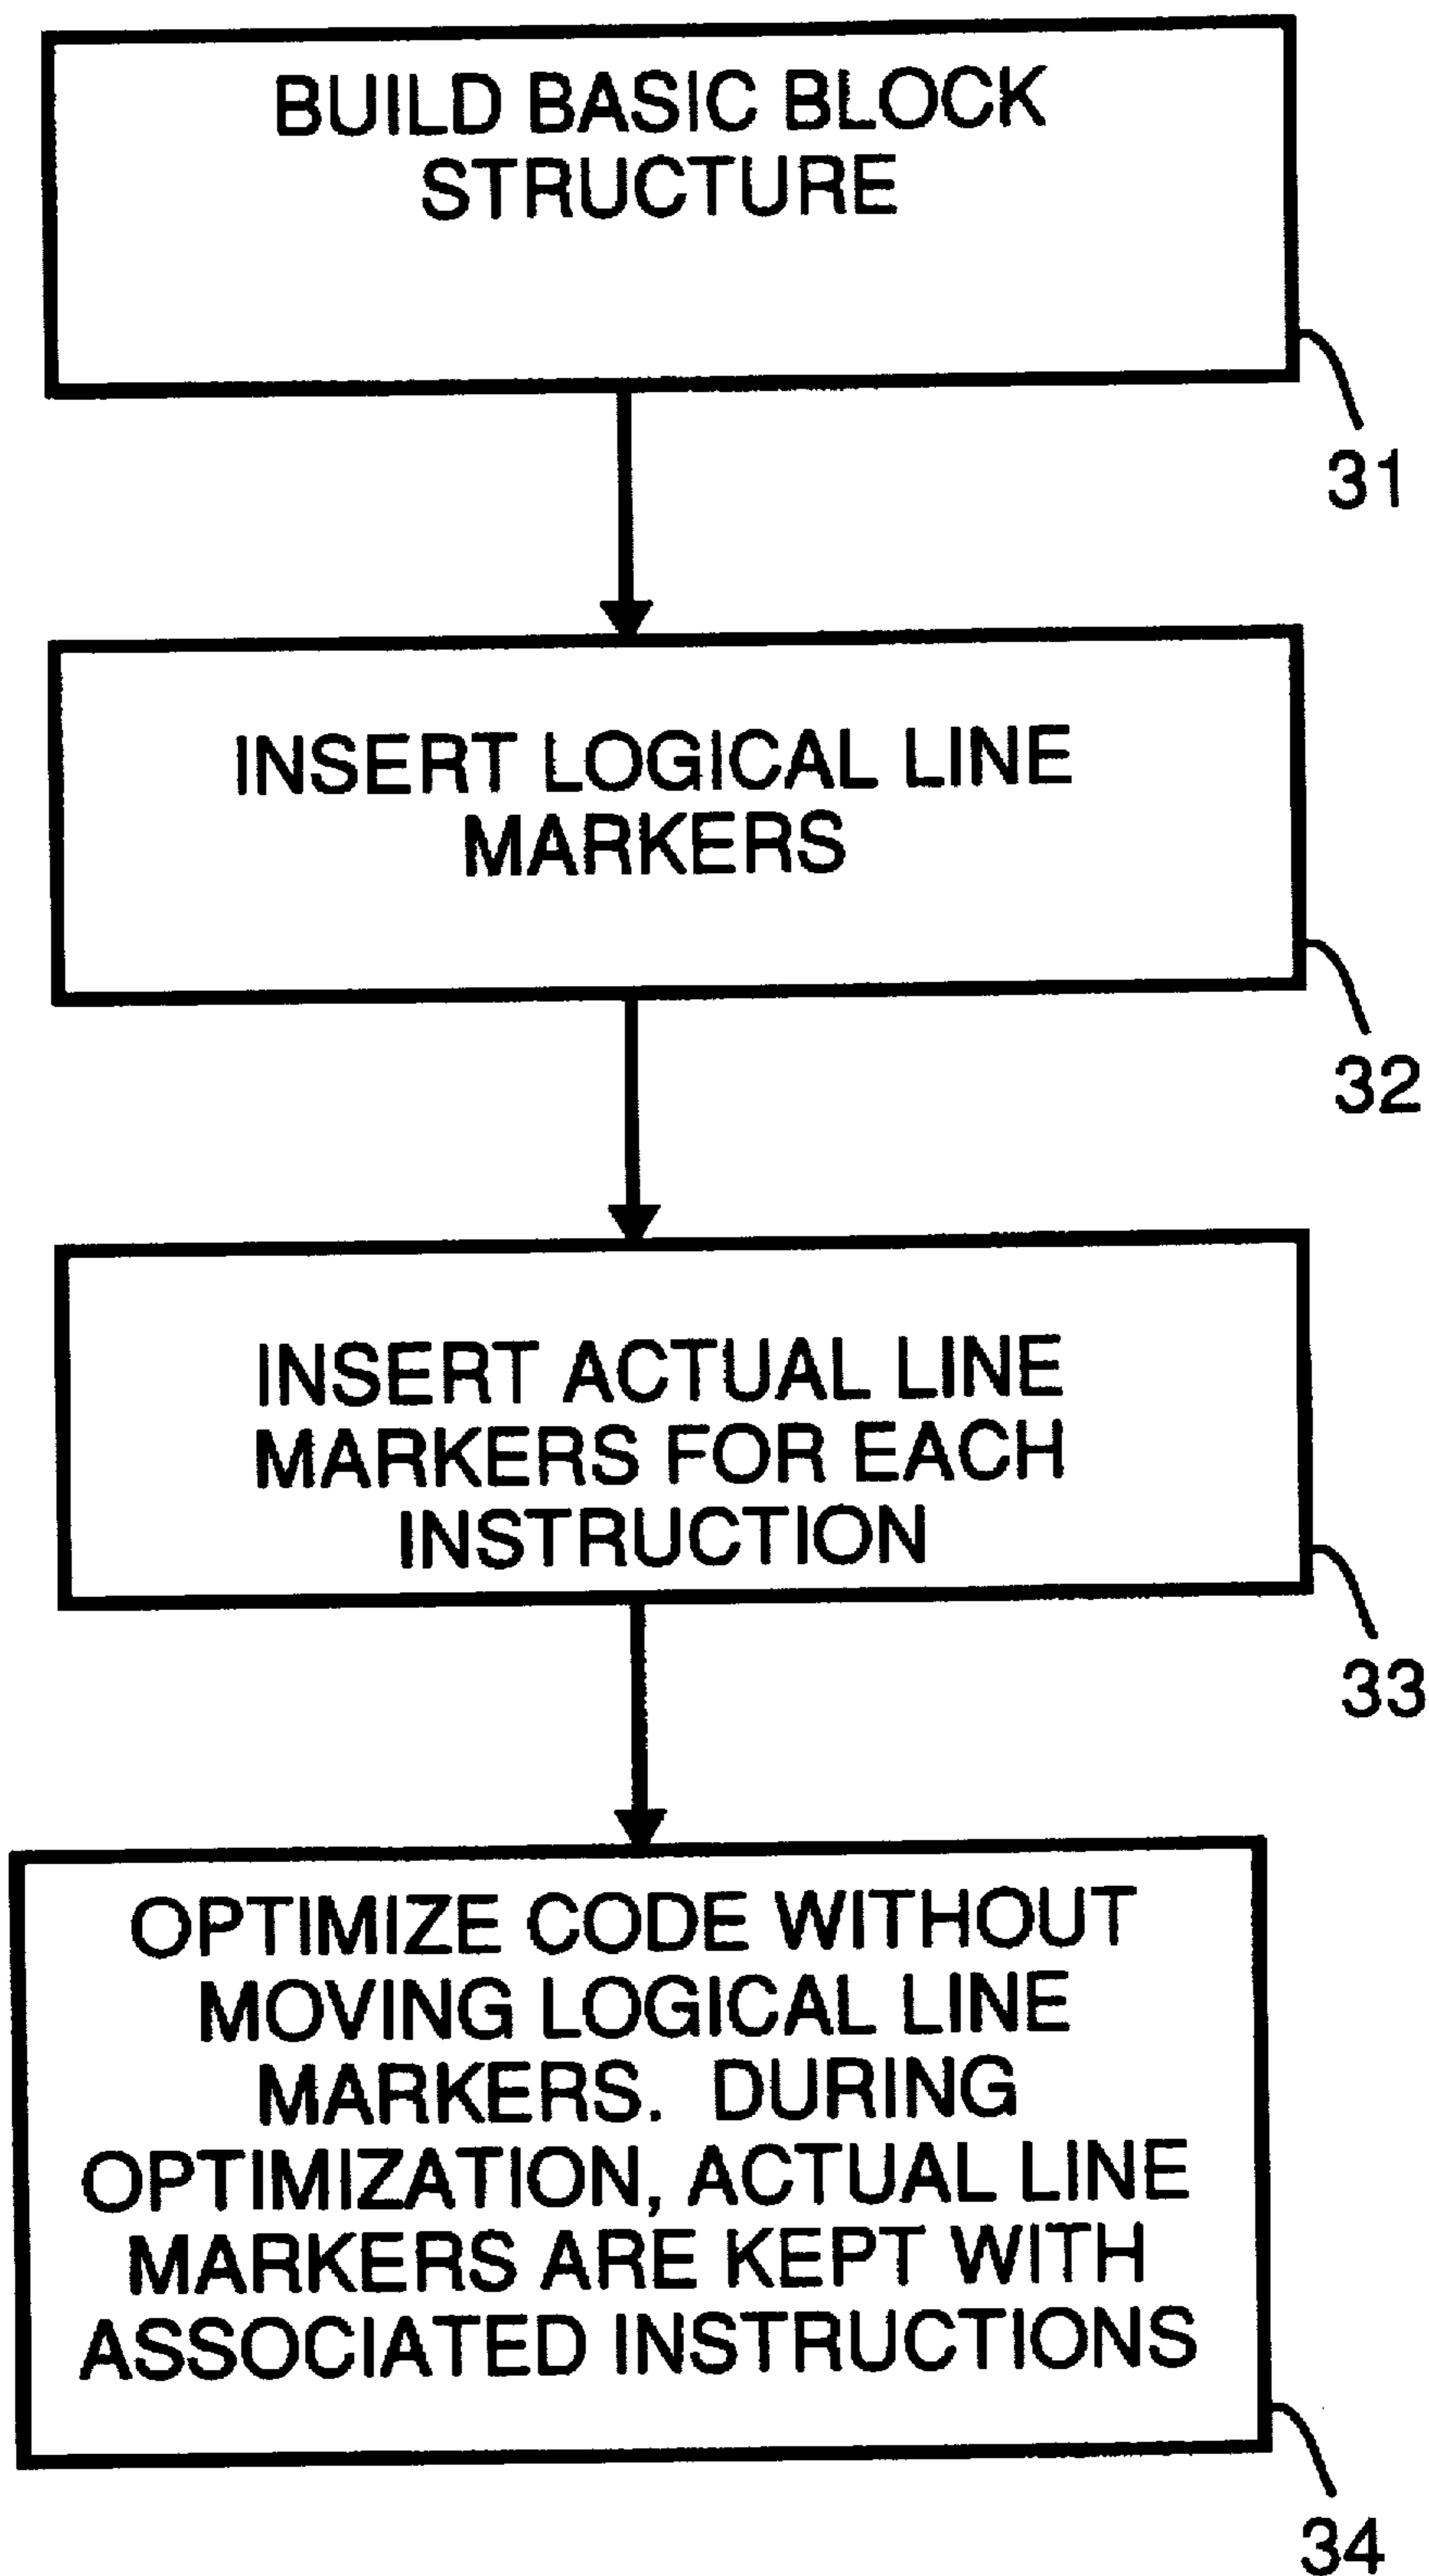 BUILD BASIC BLOCK
STRUCTURE
31
INSERT LOGICAL LINE
MARKERS
32
INSERT ACTUAL LINE
MARKERS FOR EACH
INSTRUCTION
33
OPTIMIZE CODE WITHOUT
MOVING LOGICAL LINE
MARKERS. DURING
OPTIMIZATION, ACTUAL LINE
MARKERS ARE KEPT WITH
ASSOCIATED INSTRUCTIONS
34